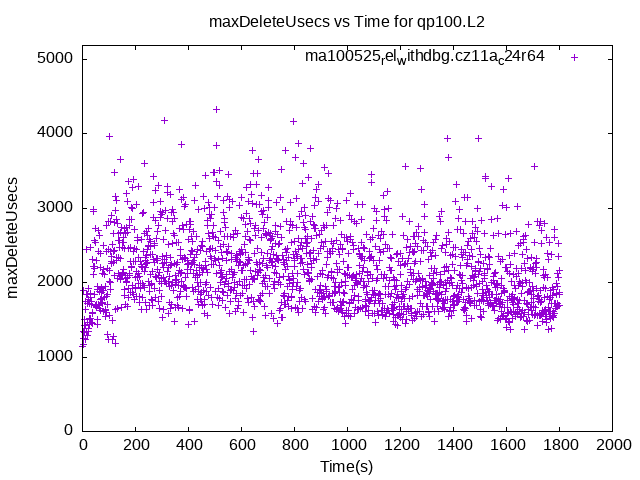 maxDeleteUsecs vs Time for qp100.L2
ma100525_rel_withdbg.cz11a_c24r64
5000
4000
3000
2000
1000
0
maxDeleteUsecs
0 200 400 600 800 1000 1200 1400 1600 1800 2000
Time(s)